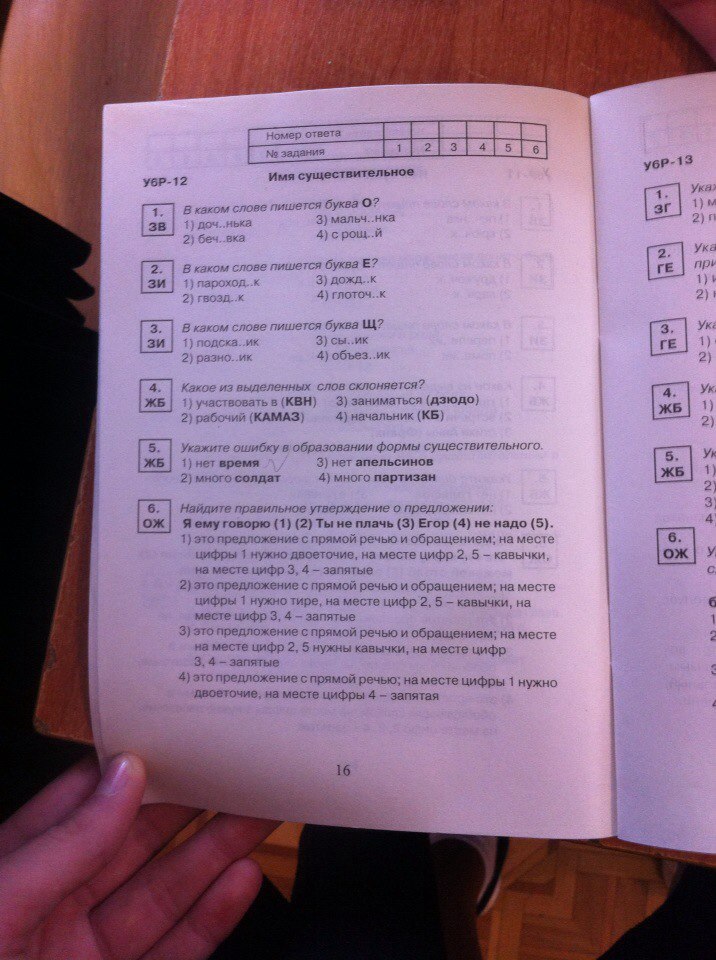 Номер ответа
№ задания 1 2 3 4 5 6
У6Р-12 Имя существительное
1. ЗВ
В каком слове пишется буква О?
1) доч..нька 3) мальч..нка
2) беч..вка 4) с рощ..й
2. ЗИ
В каком слове пишется буква Е?
1) пароход..к 3) дожд..к
2) гвозд..к 4) глоточ..к
3. ЗИ
В каком слове пишется буква Щ?
1) подска..ик 3) сы..ик
2) разно..ик 4) объез..ик
4. ЖБ
Какое из выделенных слов склоняется?
1) участвовать в (КВН) 3) заниматься (дзюдо)
2) рабочий (КАМАЗ) 4) начальник (КБ)
5. ЖБ
Укажите ошибку в образовании формы существительного.
1) нет время 3) нет апельсинов
2) много солдат 4) много партизан
6. ОЖ
Найдите правильное утверждение о предложении:
Я ему говорю (1) (2) Ты не плачь (3) Егор (4) не надо (5).
1) это предложение с прямой речью и обращением; на месте
цифры 1 нужно двоеточие, на месте цифр 2, 5 – кавычки,
на месте цифр 3, 4 – запятые
2) это предложение с прямой речью и обращением; на месте
цифры 1 нужно тире, на месте цифр 2, 5 – кавычки, на
месте цифр 3, 4 – запятые
3) это предложение с прямой речью и обращением; на месте
на месте цифр 2, 5 нужны кавычки, на месте цифр
3, 4 – запятые
4) это предложение с прямой речью; на месте цифры 1 нужно
двоеточие, на месте цифры 4 – запятая
16
У6Р-13
1. ЗГ
2. ГЕ
3. ГЕ
4. ЖБ
5. ЖБ
6. ОЖ